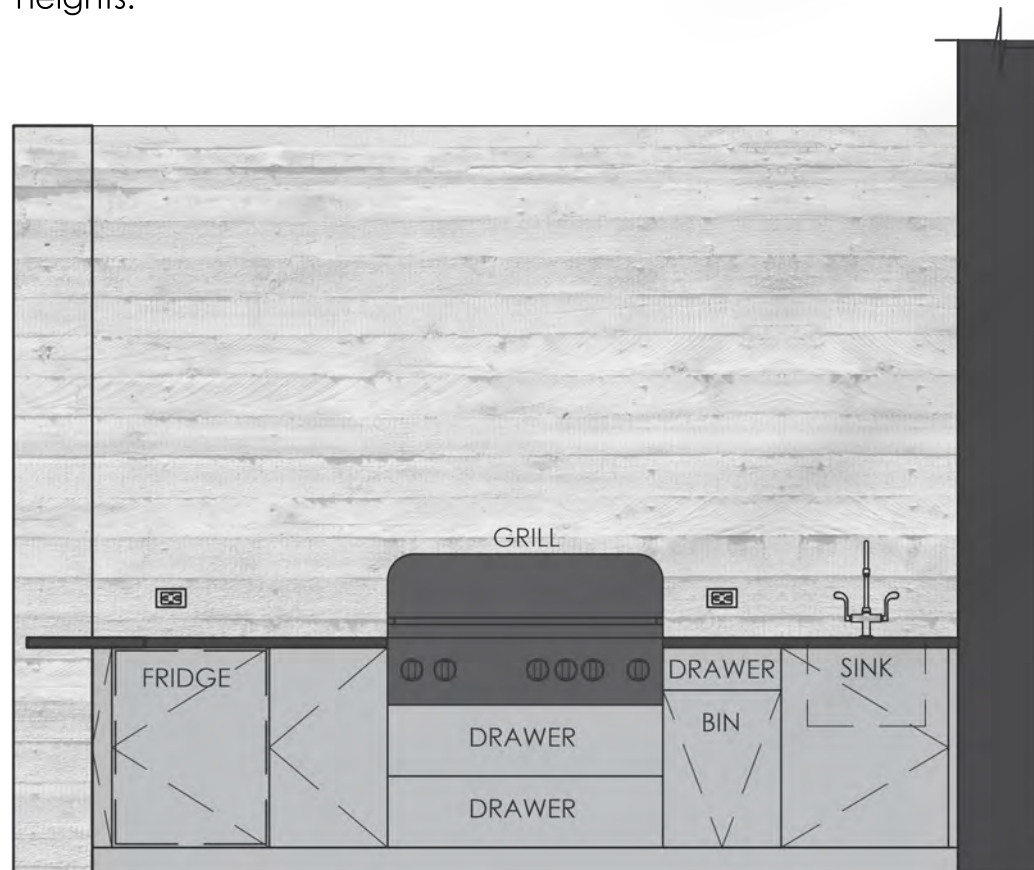 heights.
GRILL
FRIDGE
DRAWER
SINK
BIN
DRAWER
DRAWER